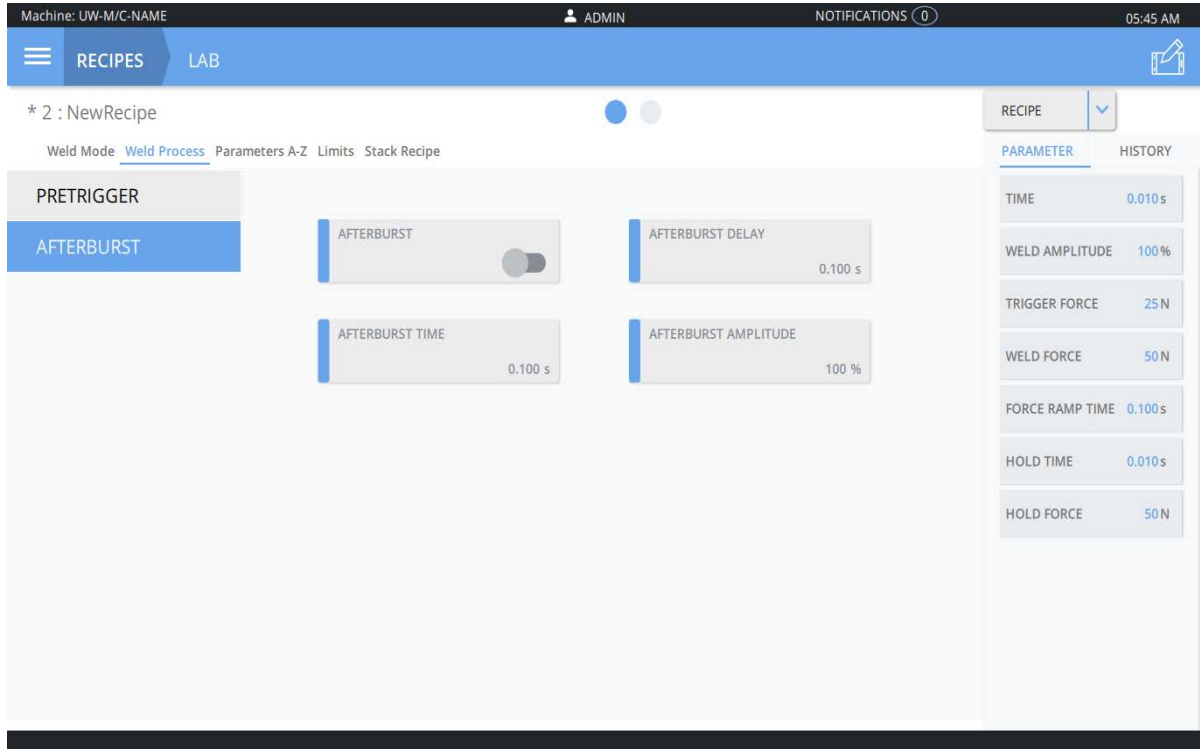 Machine: UW-M/C-NAME
ADMIN
NOTIFICATIONS 0
05:45 AM
RECIPES
LAB
* 2 : NewRecipe
RECIPE
Weld Mode Weld Process Parameters A-Z Limits Stack Recipe
PARAMETER
HISTORY
PRETRIGGER
AFTERBURST
AFTERBURST
AFTERBURST DELAY
0.100 s
AFTERBURST TIME
0.100 s
AFTERBURST AMPLITUDE
100 %
TIME 0.010 s
WELD AMPLITUDE 100 %
TRIGGER FORCE 25 N
WELD FORCE 50 N
FORCE RAMP TIME 0.100 s
HOLD TIME 0.010 s
HOLD FORCE 50 N